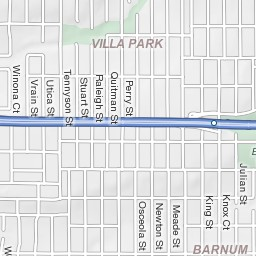 VILLA PARK
Winona Ct
Vrain St
Utica St
Tennyson St
Stuart St
Raleigh St
Quitman St
Perry St
Osceola St
Newton St
Meade St
King St
Knox Ct
Julian St
BARNUM